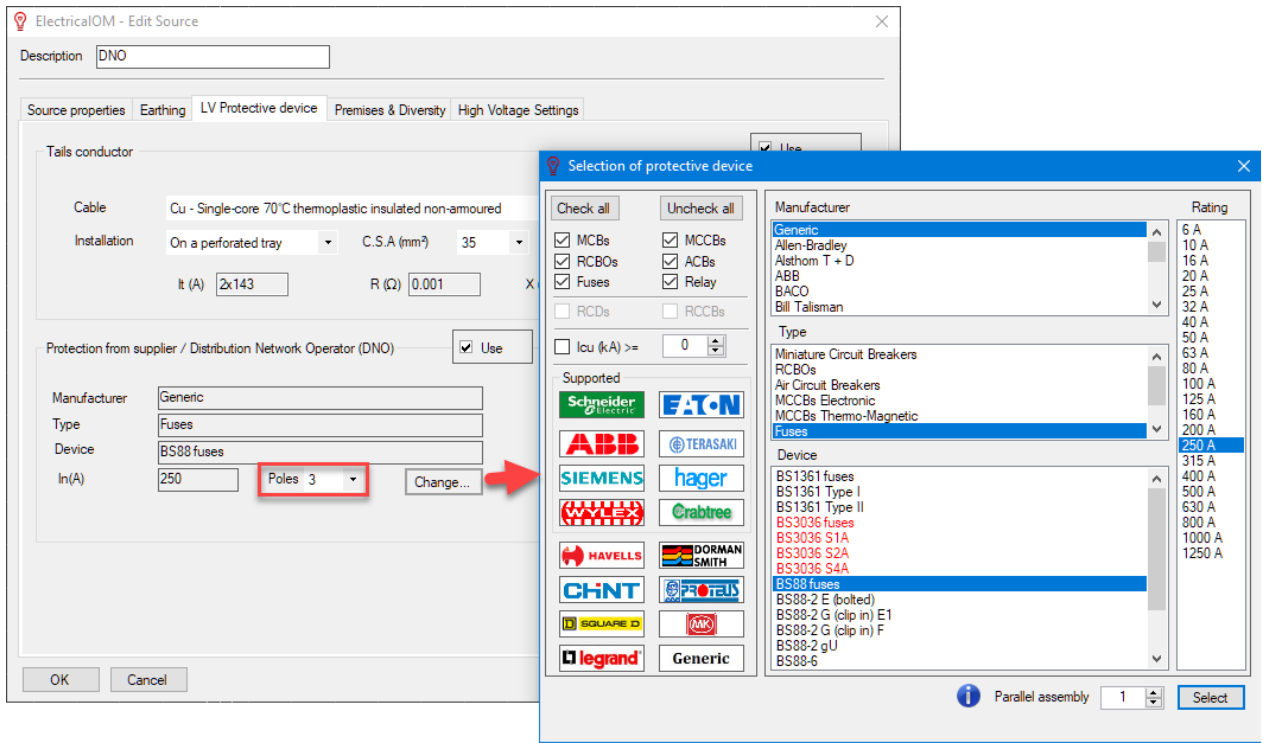 ElectricalOM - Edit Source
Description DNO
Source properties Earthing LV Protective device Premises & Diversity High Voltage Settings
Tails conductor
Use
Cable Cu - Single-core 70°C thermoplastic insulated non-armoured
Installation On a perforated tray C.S.A (mm²) 35
It (A) 2x143 R (Ω) 0.001 X
Protection from supplier / Distribution Network Operator (DNO) Use
Manufacturer Generic
Type Fuses
Device BS88 fuses
In(A) 250 Poles 3 Change...
OK Cancel
Selection of protective device
Check all Uncheck all
MCBs MCCBs
RCBOs ACBs
Fuses Relay
RCDs RCCBs
Icu (kA) >= 0
Supported
Schneider Electric EATON
ABB TERASAKI
SIEMENS hager
WYLEX Crabtree
HAVELLS DORMAN SMITH
CHiNT PROTEUS
D SQUARE D MK
legrand Generic
Manufacturer
Generic
Allen-Bradley
Alsthom T + D
ABB
BACO
Bill Talisman
Type
Miniature Circuit Breakers
RCBOs
Air Circuit Breakers
MCCBs Electronic
MCCBs Thermo-Magnetic
Fuses
Device
BS1361 fuses
BS1361 Type I
BS1361 Type II
BS3036 fuses
BS3036 S1A
BS3036 S2A
BS3036 S4A
BS88 fuses
BS88-2 E (bolted)
BS88-2 G (clip in) E1
BS88-2 G (clip in) F
BS88-2 gU
BS88-6
Rating
6 A
10 A
16 A
20 A
25 A
32 A
40 A
50 A
63 A
80 A
100 A
125 A
160 A
200 A
250 A
315 A
400 A
500 A
630 A
800 A
1000 A
1250 A
Parallel assembly 1 Select